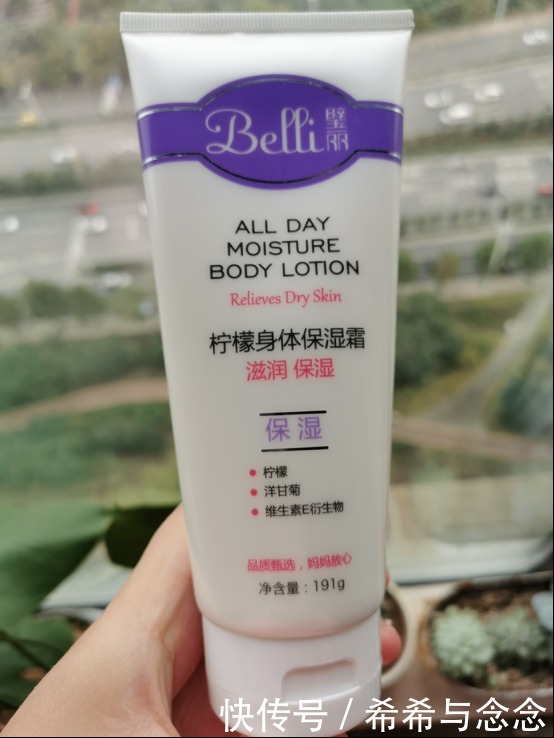 Belli 璧丽
ALL DAY
MOISTURE
BODY LOTION
Relieves Dry Skin
柠檬身体保湿霜
滋润 保湿
保湿
• 柠檬
• 洋甘菊
• 维生素E衍生物
品质甄选，妈妈放心
净含量：191g
快传号 / 希希与念念